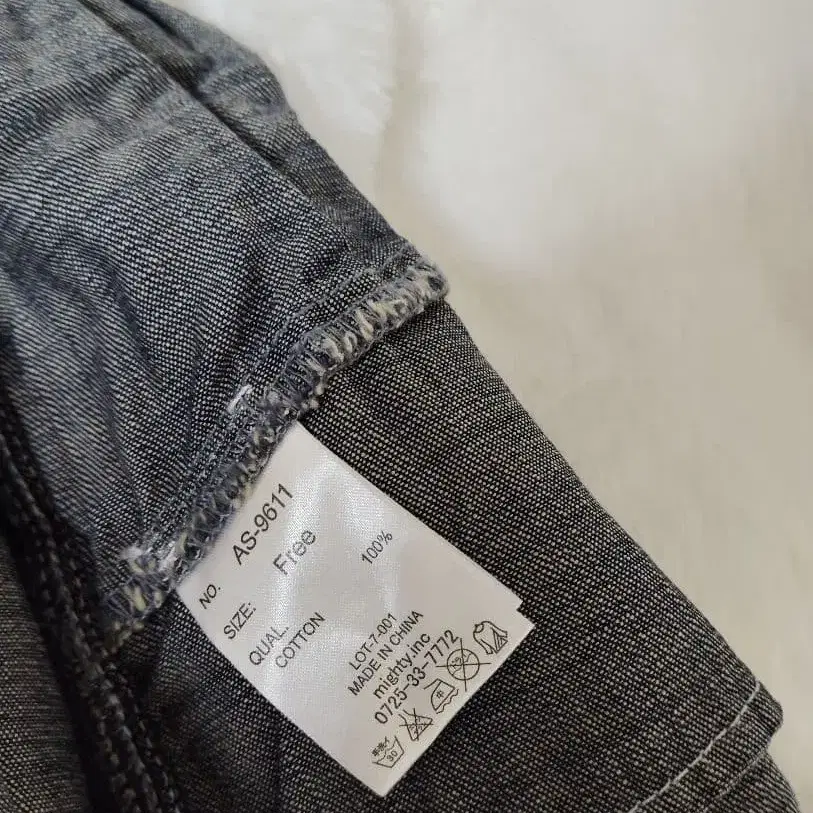 NO. AS-9611
SIZE: Free
QUAL.
COTTON 100%
LOT-7-001
MADE IN CHINA
mighty.inc
0725-33-7772
30